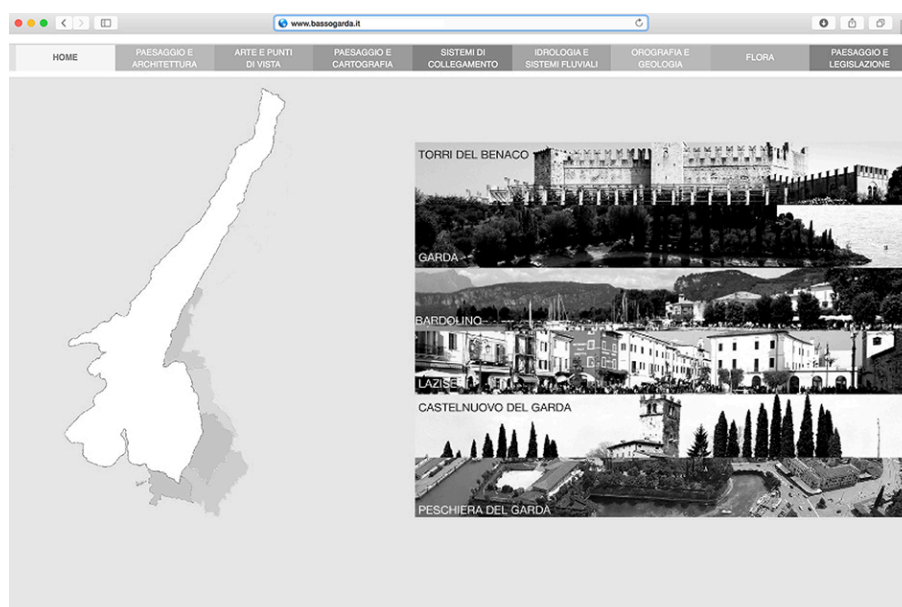 www.bassogarda.it
HOME
PAESAGGIO E
ARCHITETTURA
ARTE E PUNTI
DI VISTA
PAESAGGIO E
CARTOGRAFIA
SISTEMI DI
COLLEGAMENTO
IDROLOGIA E
SISTEMI FLUVIALI
OROGRAFIA E
GEOLOGIA
FLORA
PAESAGGIO E
LEGISLAZIONE
TORRI DEL BENACO
GARDA
BARDOLINO
LAZISE
CASTELNUOVO DEL GARDA
PESCHIERA DEL GARDA